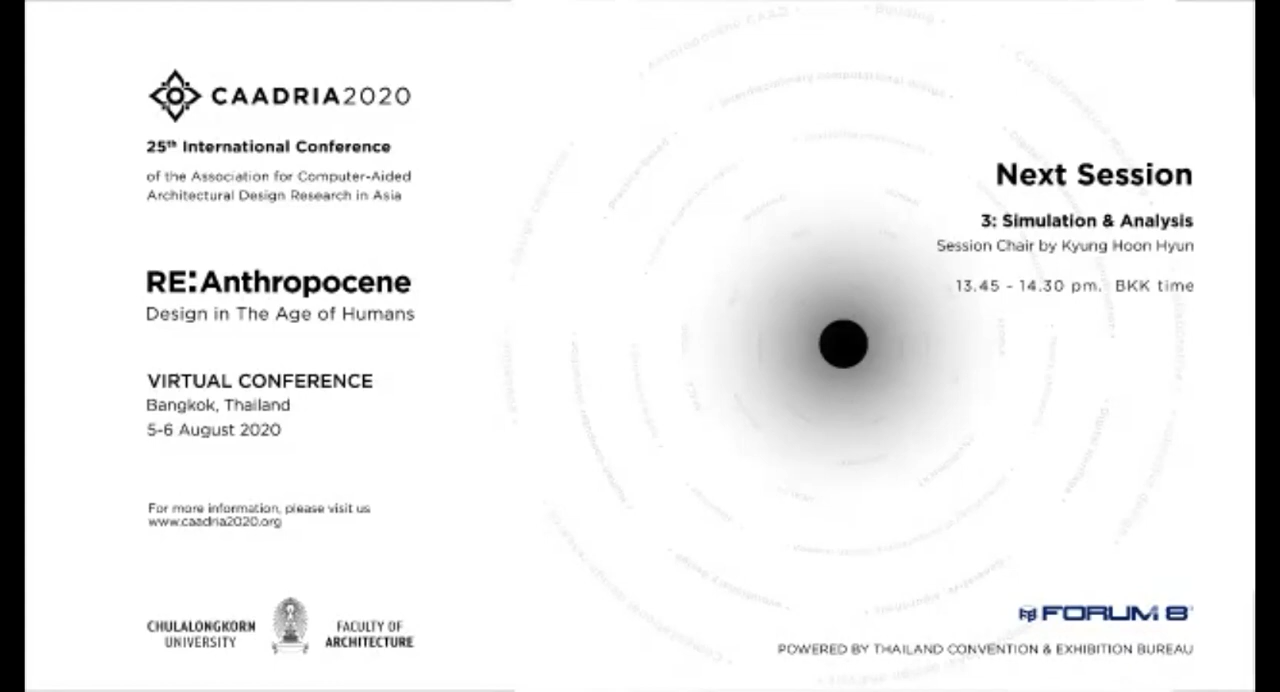 CAADRIA2020
25th International Conference
of the Association for Computer-Aided
Architectural Design Research in Asia
RE:Anthropocene
Design in The Age of Humans
VIRTUAL CONFERENCE
Bangkok, Thailand
5-6 August 2020
For more information, please visit us
www.caadria2020.org
CHULALONGKORN
UNIVERSITY
FACULTY OF
ARCHITECTURE
Next Session
3: Simulation & Analysis
Session Chair by Kyung Hoon Hyun
13.45 - 14.30 pm. BKK time
FORUM 8
POWERED BY THAILAND CONVENTION & EXHIBITION BUREAU